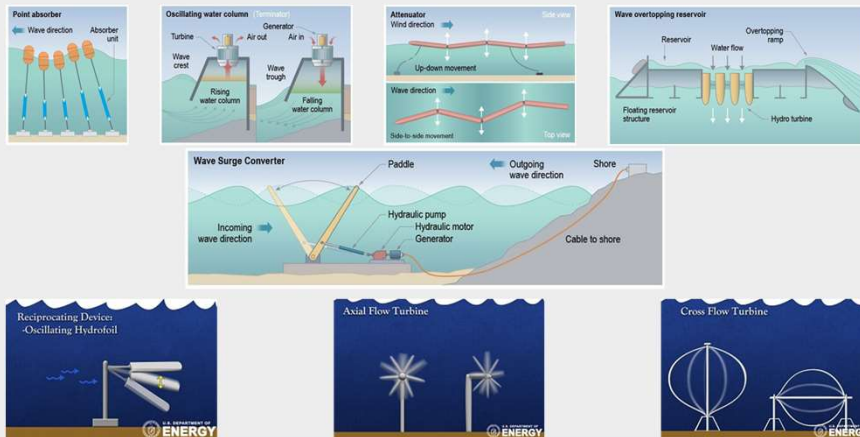 Point absorber
Wave direction
Absorber
unit
Oscillating water column (Terminator)
Generator
Turbine
Air out
Air in
Wave
crest
Wave
trough
Rising
water column
Falling
water column
Attenuator
Side view
Wind direction
Up-down movement
Wave direction
Side-to-side movement
Top view
Wave overtopping reservoir
Reservoir
Overtopping
ramp
Water flow
Floating reservoir
structure
Hydro turbine
Wave Surge Converter
Paddle
Outgoing
wave direction
Shore
Incoming
wave direction
Hydraulic pump
Hydraulic motor
Generator
Cable to shore
Reciprocating Device:
-Oscillating Hydrofoil
U.S. DEPARTMENT OF
ENERGY
Axial Flow Turbine
U.S. DEPARTMENT OF
ENERGY
Cross Flow Turbine
U.S. DEPARTMENT OF
ENERGY